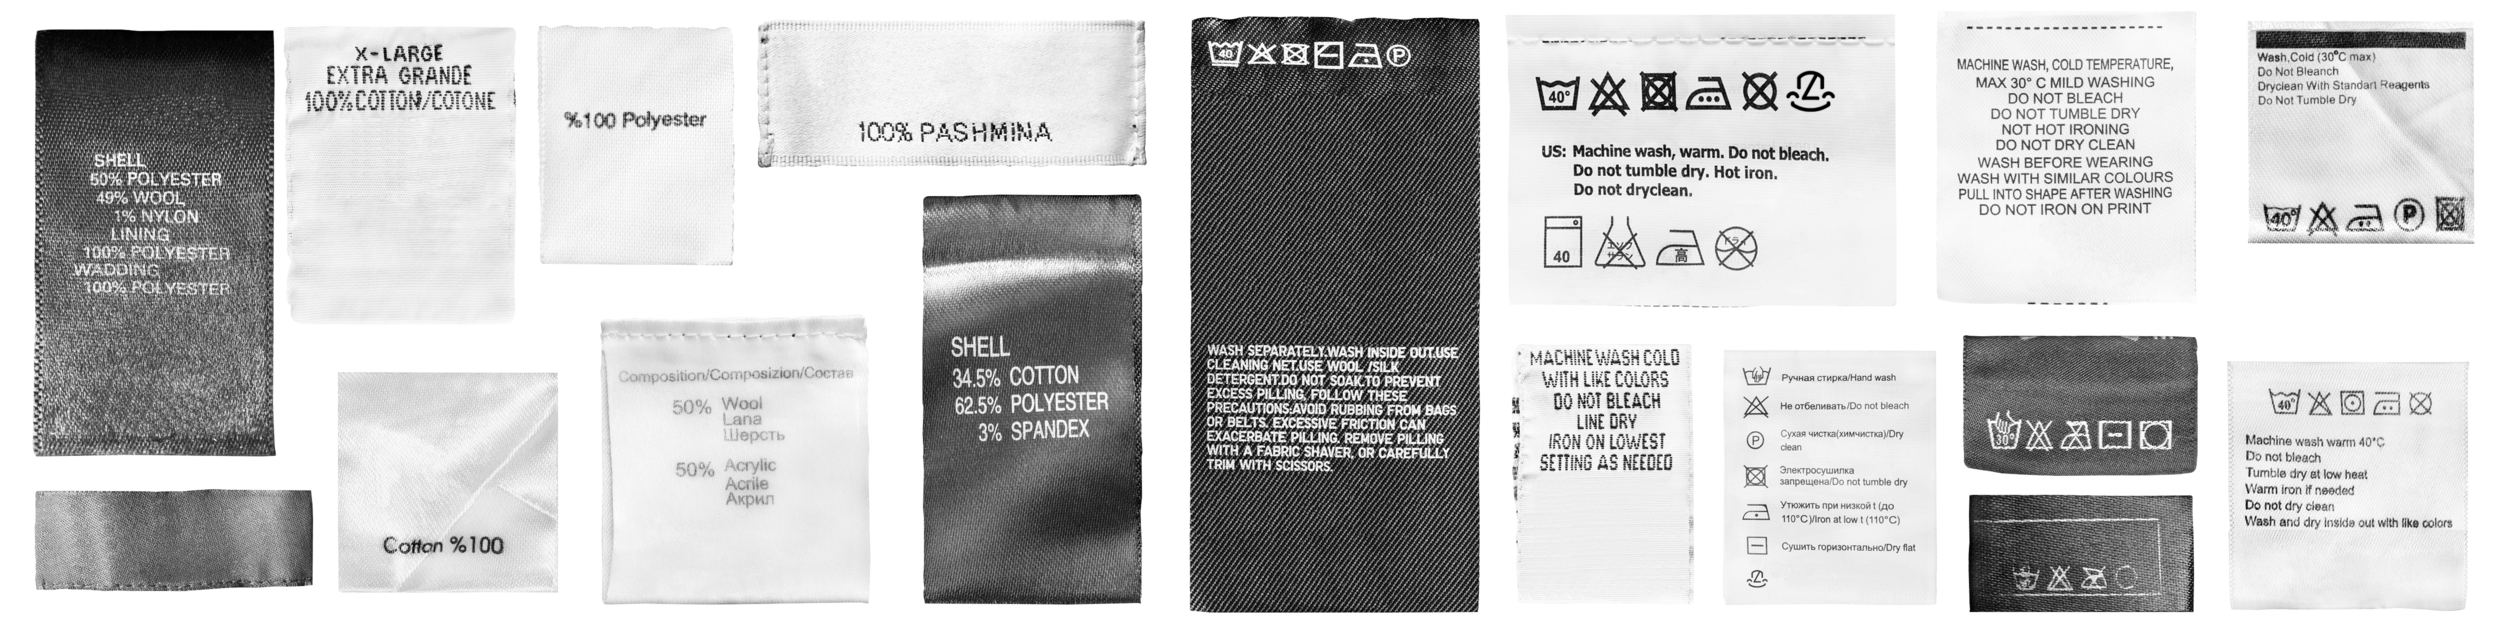 SHELL
50% POLYESTER
49% WOOL
1% NYLON
LINING
100% POLYESTER
WADDING
100% POLYESTER
X-LARGE
EXTRA GRANDE
100%COTTON/COTONE
%100 Polyester
100% PASHMINA
Cotton %100
Composition/Composizion/Состав
50% Wool
Lana
Шерсть
50% Acrylic
Acrile
Акрил
SHELL
34.5% COTTON
62.5% POLYESTER
3% SPANDEX
40
P
WASH SEPARATELY.WASH INSIDE OUT.USE
CLEANING NET.USE WOOL /SILK
DETERGENT.DO NOT SOAK.TO PREVENT
EXCESS PILLING, FOLLOW THESE
PRECAUTIONS:AVOID RUBBING FROM BAGS
OR BELTS. EXCESSIVE FRICTION CAN
EXACERBATE PILLING. REMOVE PILLING
WITH A FABRIC SHAVER, OR CAREFULLY
TRIM WITH SCISSORS.
40°
US: Machine wash, warm. Do not bleach.
Do not tumble dry. Hot iron.
Do not dryclean.
40
エンソ
サラシ
高
ドライ
MACHINE WASH, COLD TEMPERATURE,
MAX 30° C MILD WASHING
DO NOT BLEACH
DO NOT TUMBLE DRY
NOT HOT IRONING
DO NOT DRY CLEAN
WASH BEFORE WEARING
WASH WITH SIMILAR COLOURS
PULL INTO SHAPE AFTER WASHING
DO NOT IRON ON PRINT
Wash,Cold (30°C max)
Do Not Bleanch
Dryclean With Standart Reagents
Do Not Tumble Dry
40°
P
MACHINE WASH COLD
WITH LIKE COLORS
DO NOT BLEACH
LINE DRY
IRON ON LOWEST
SETTING AS NEEDED
Ручная стирка/Hand wash
Не отбеливать/Do not bleach
P
Сухая чистка(химчистка)/Dry
clean
Электросушилка
запрещена/Do not tumble dry
Утюжить при низкой t (до
110°C)/Iron at low t (110°C)
Сушить горизонтально/Dry flat
30°
40°
Machine wash warm 40°C
Do not bleach
Tumble dry at low heat
Warm iron if needed
Do not dry clean
Wash and dry inside out with like colors